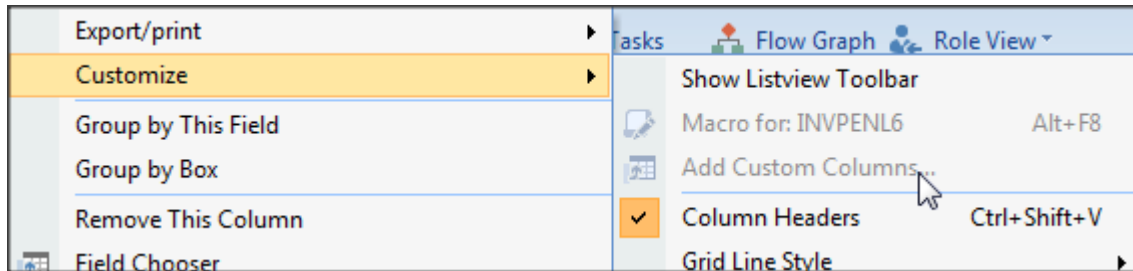 Export/print
Customize
Group by This Field
Group by Box
Remove This Column
Field Chooser
Tasks Flow Graph Role View
Show Listview Toolbar
Macro for: INVPENL6 Alt+F8
Add Custom Columns...
Column Headers Ctrl+Shift+V
Grid Line Style